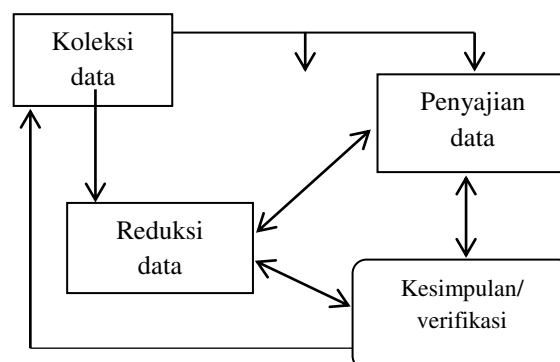 Koleksi
data
Penyajian
data
Reduksi
data
Kesimpulan/
verifikasi